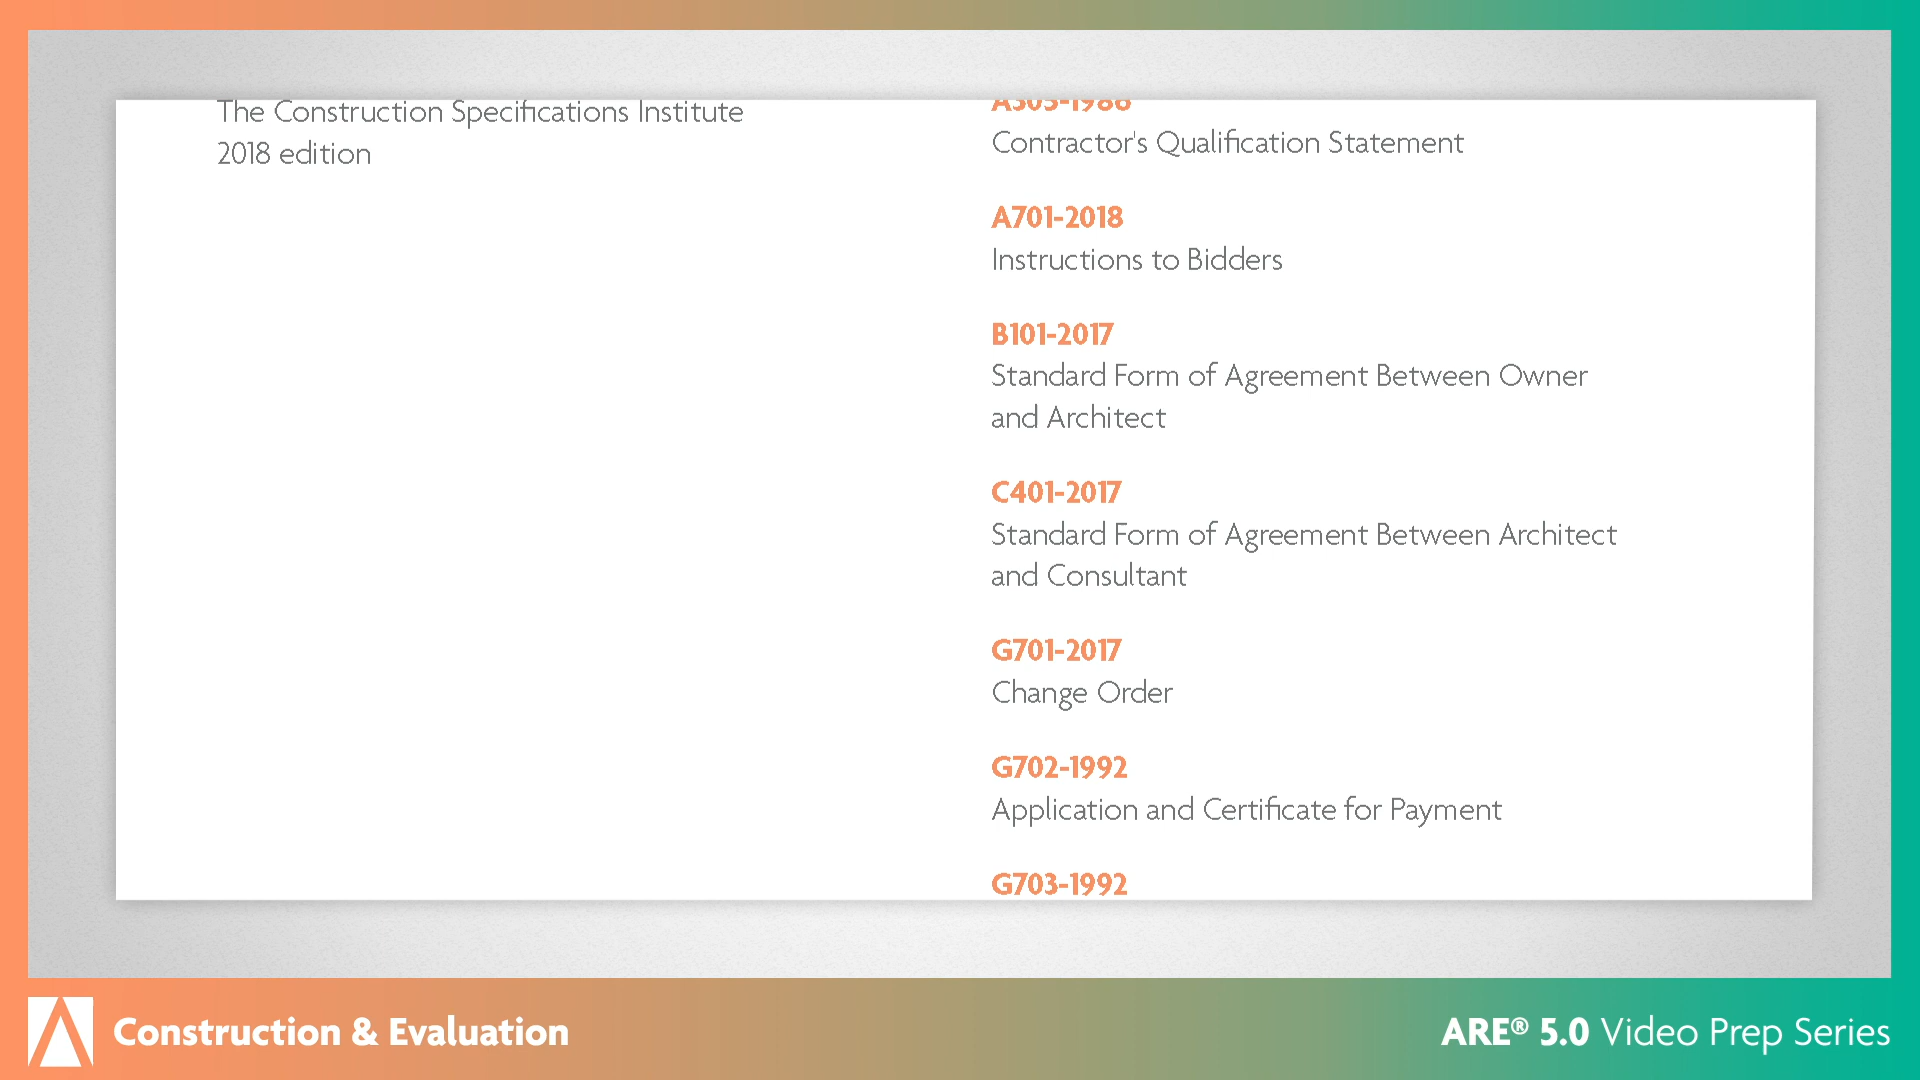 The Construction Specifications Institute
2018 edition
A305-1986
Contractor's Qualification Statement
A701-2018
Instructions to Bidders
B101-2017
Standard Form of Agreement Between Owner
and Architect
C401-2017
Standard Form of Agreement Between Architect
and Consultant
G701-2017
Change Order
G702-1992
Application and Certificate for Payment
G703-1992
Construction & Evaluation
ARE® 5.0 Video Prep Series